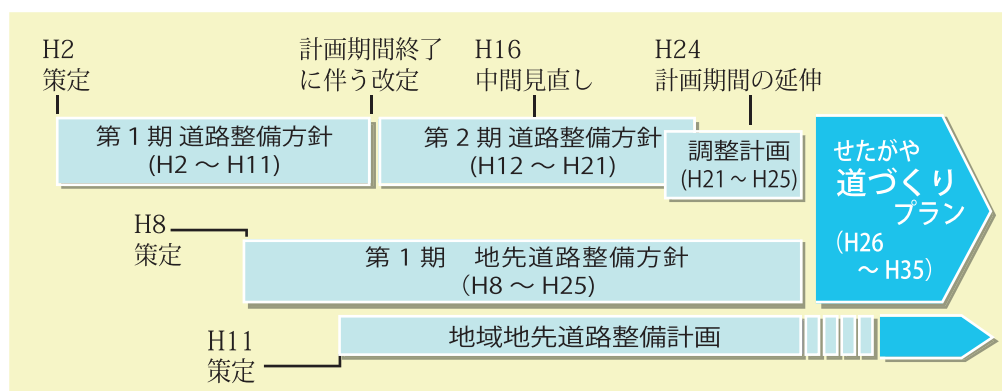 H2
策定
計画期間終了
に伴う改定
H16
中間見直し
H24
計画期間の延伸
第1期 道路整備方針
(H2 ～ H11)
第2期 道路整備方針
(H12 ～ H21)
調整計画
(H21～H25)
せたがや
道づくり
プラン
(H26
～ H35)
H8
策定
第1期　地先道路整備方針
(H8 ～ H25)
H11
策定
地域地先道路整備計画